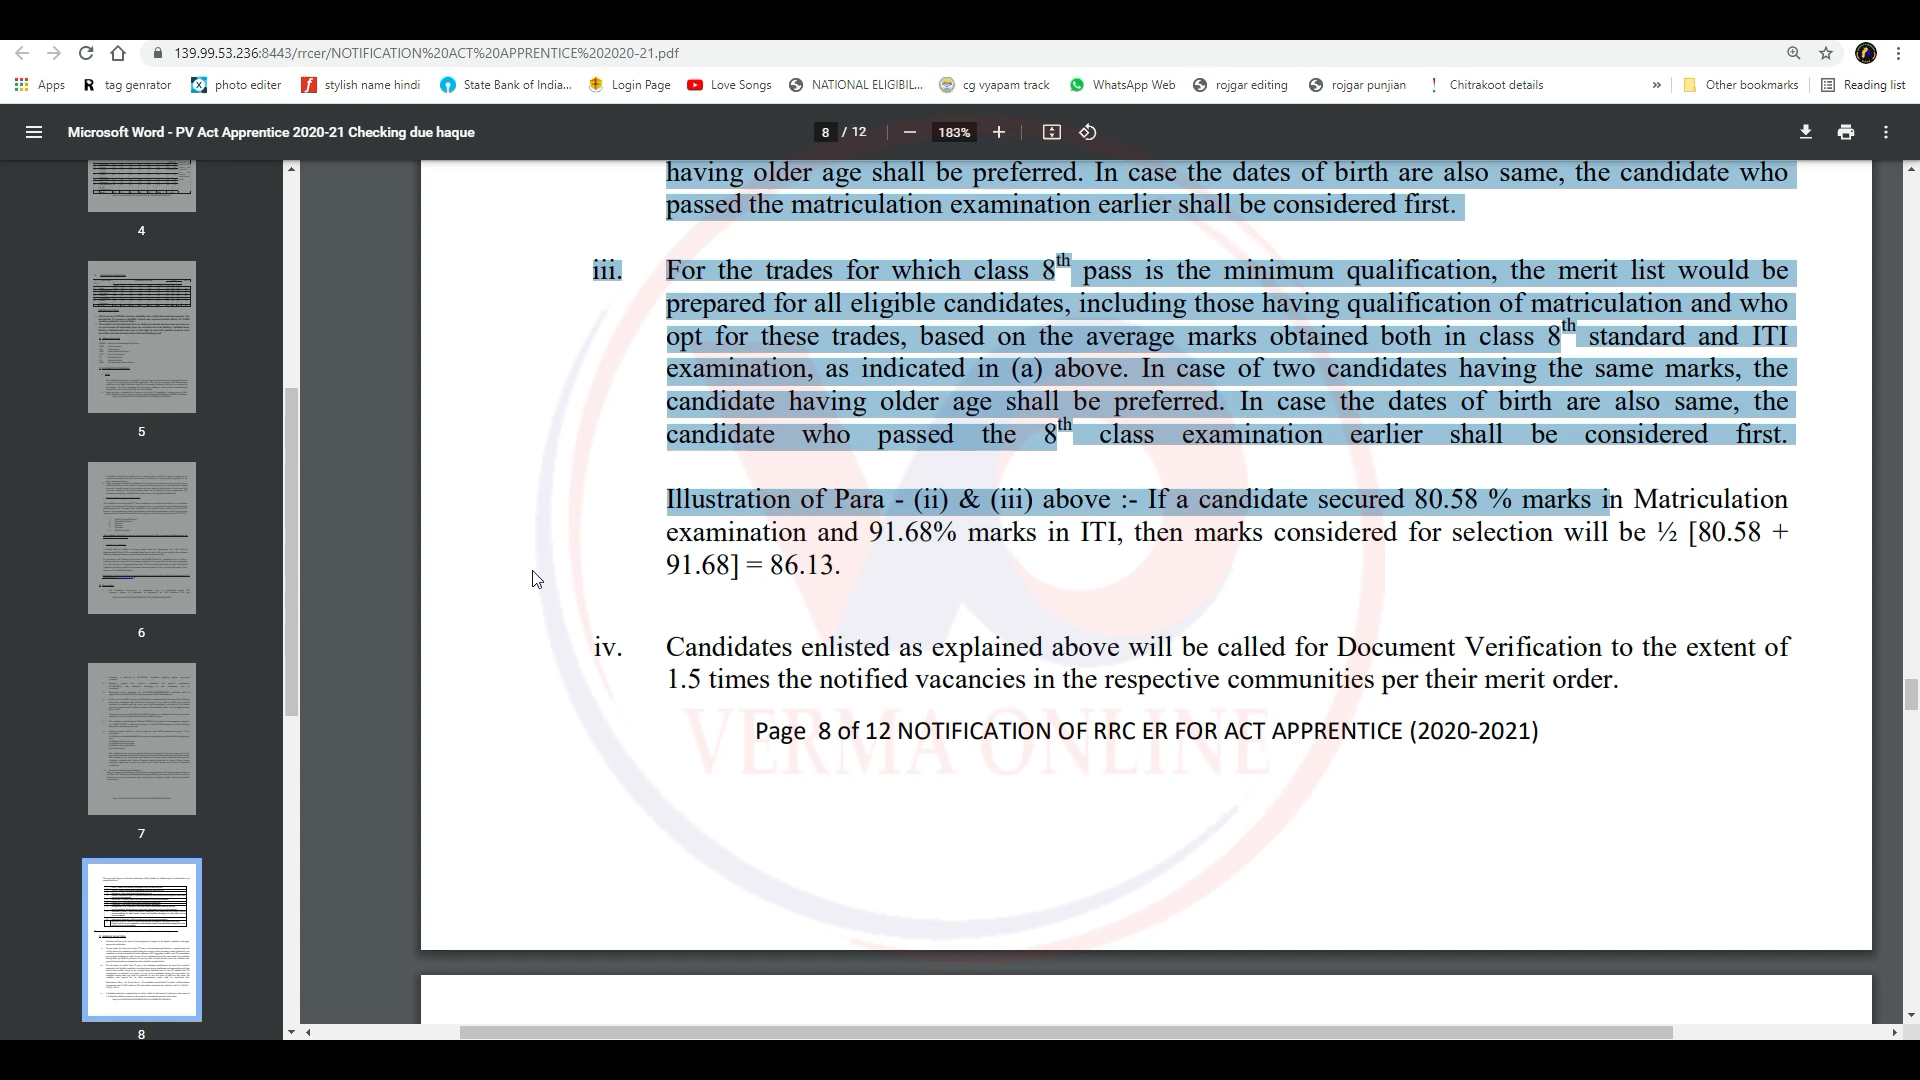 139.99.53.236:8443/rrcer/NOTIFICATION%20ACT%20APPRENTICE%202020-21.pdf
Apps R tag genrator photo editer stylish name hindi State Bank of India... Login Page Love Songs NATIONAL ELIGIBIL... cg vyapam track WhatsApp Web rojgar editing rojgar punjian Chitrakoot details » Other bookmarks Reading list
Microsoft Word - PV Act Apprentice 2020-21 Checking due haque 8 / 12 183%
having older age shall be preferred. In case the dates of birth are also same, the candidate who
passed the matriculation examination earlier shall be considered first.
iii. For the trades for which class 8th pass is the minimum qualification, the merit list would be
prepared for all eligible candidates, including those having qualification of matriculation and who
opt for these trades, based on the average marks obtained both in class 8th standard and ITI
examination, as indicated in (a) above. In case of two candidates having the same marks, the
candidate having older age shall be preferred. In case the dates of birth are also same, the
candidate who passed the 8th class examination earlier shall be considered first.
Illustration of Para - (ii) & (iii) above :- If a candidate secured 80.58 % marks in Matriculation
examination and 91.68% marks in ITI, then marks considered for selection will be ½ [80.58 +
91.68] = 86.13.
iv. Candidates enlisted as explained above will be called for Document Verification to the extent of
1.5 times the notified vacancies in the respective communities per their merit order.
Page 8 of 12 NOTIFICATION OF RRC ER FOR ACT APPRENTICE (2020-2021)
VERMA ONLINE
4
5
6
7
8